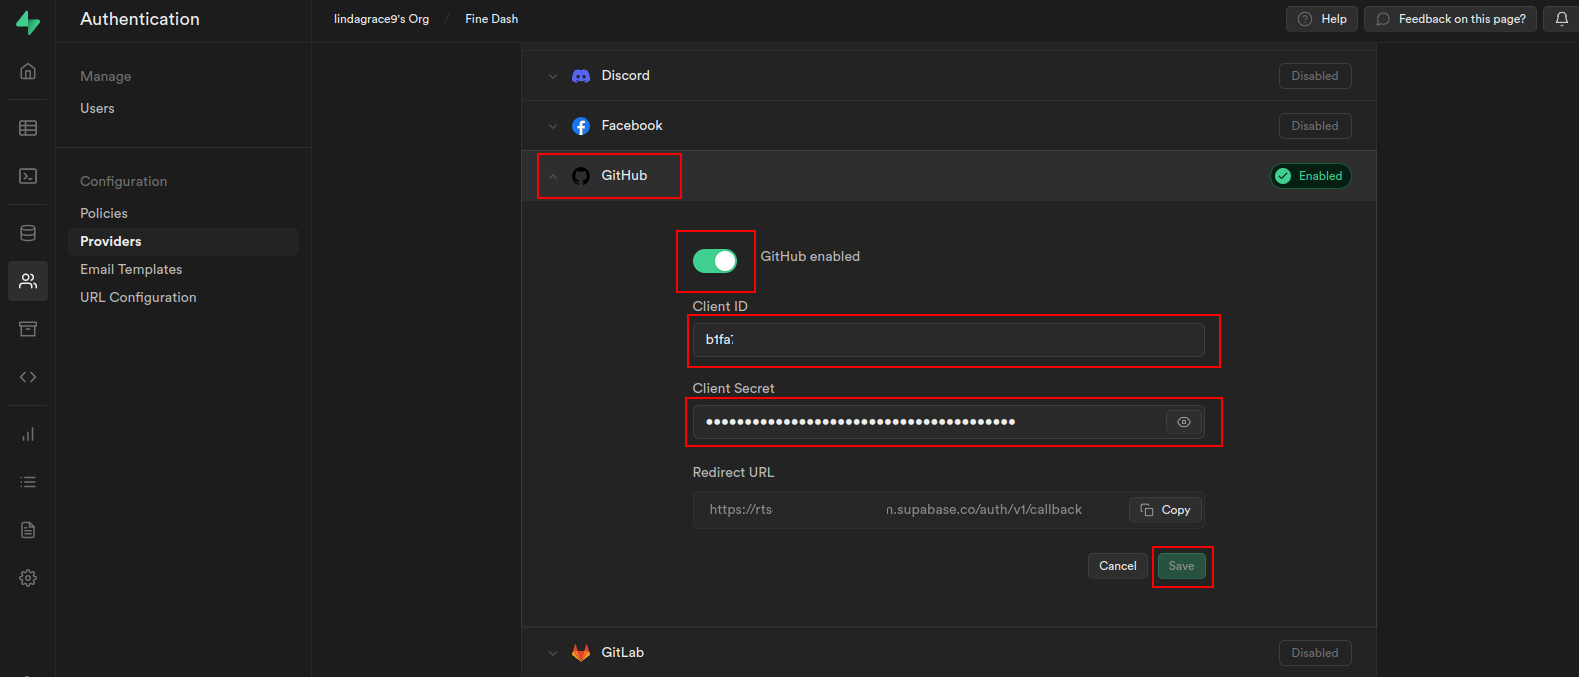 Authentication
lindagrace9's Org / Fine Dash
Help
Feedback on this page?
Manage
Users
Configuration
Policies
Providers
Email Templates
URL Configuration
Discord
Disabled
Facebook
Disabled
GitHub
Enabled
GitHub enabled
Client ID
b1fa
Client Secret
••••••••••••••••••••••••••••••••••••••••
Redirect URL
https://rts n.supabase.co/auth/v1/callback
Copy
Cancel
Save
GitLab
Disabled